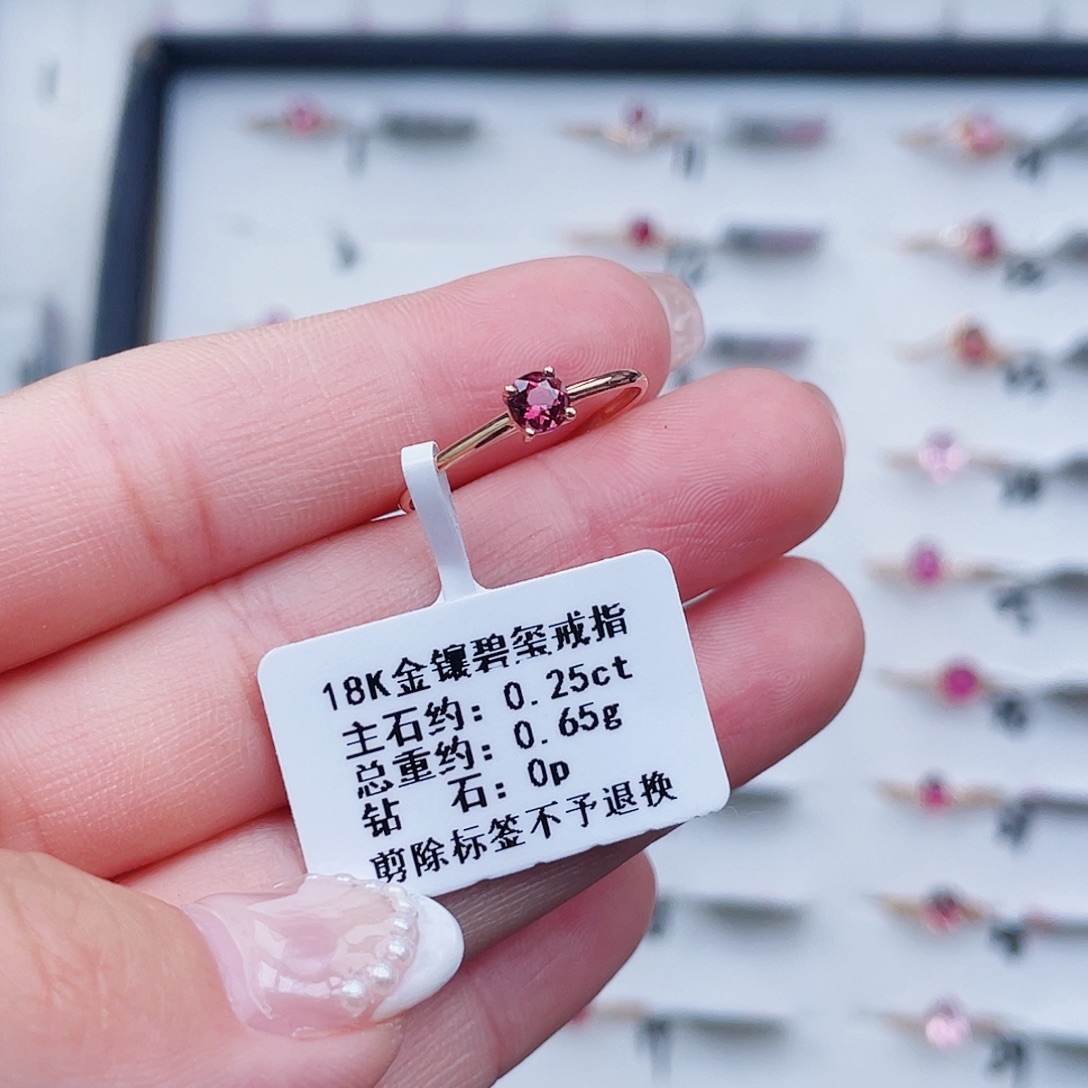 18K金镶碧玺戒指
主石约：0.25ct
总重约：0.65g
钻 石：0p
剪除标签不予退换